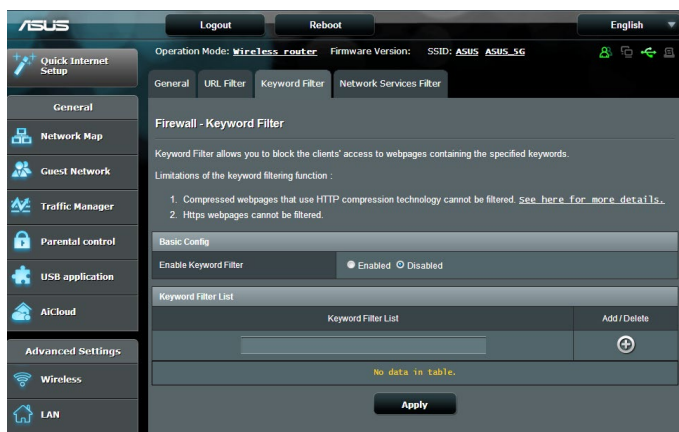 ASUS
Logout
Reboot
English
Quick Internet Setup
Operation Mode: Wireless router Firmware Version: SSID: ASUS ASUS_5G
General
URL Filter
Keyword Filter
Network Services Filter
General
Network Map
Guest Network
Traffic Manager
Parental control
USB application
AiCloud
Advanced Settings
Wireless
LAN
Firewall - Keyword Filter
Keyword Filter allows you to block the clients' access to webpages containing the specified keywords.
Limitations of the keyword filtering function :
1. Compressed webpages that use HTTP compression technology cannot be filtered. See here for more details.
2. Https webpages cannot be filtered.
Basic Config
Enable Keyword Filter
Enabled Disabled
Keyword Filter List
Keyword Filter List
Add / Delete
No data in table.
Apply